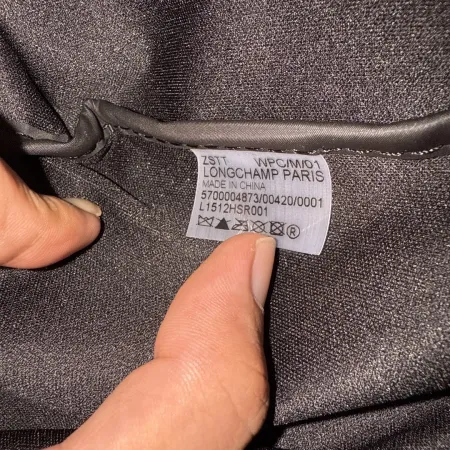 ZSTT WPC/M/01
LONGCHAMP PARIS
MADE IN CHINA
5700004873/00420/0001
L1512HSR001
®